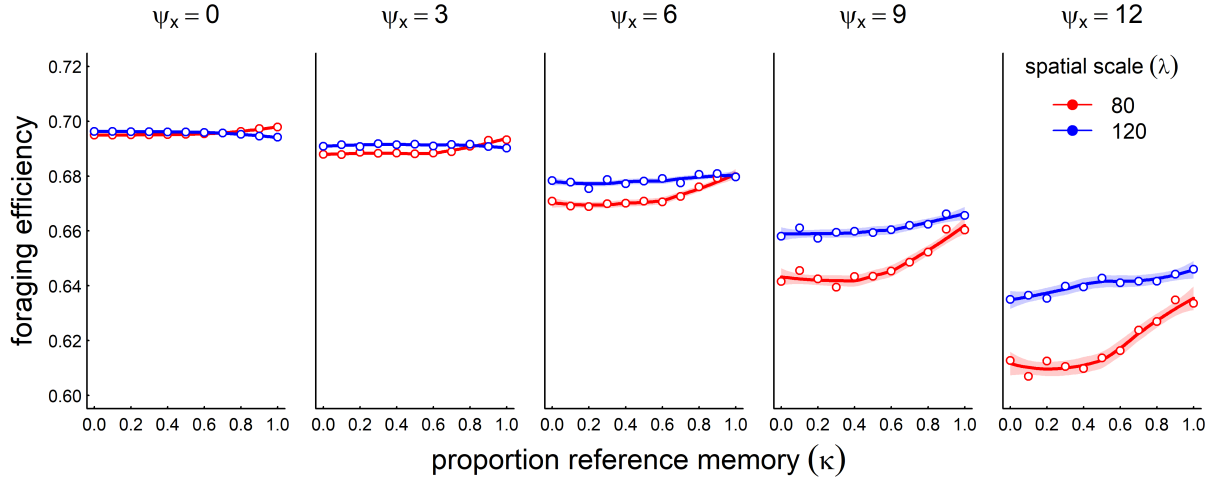 ψx = 0
ψx = 3
ψx = 6
ψx = 9
ψx = 12
foraging efficiency
0.72
0.70
0.68
0.66
0.64
0.62
0.60
spatial scale (λ)
80
120
0.0 0.2 0.4 0.6 0.8 1.0
0.0 0.2 0.4 0.6 0.8 1.0
0.0 0.2 0.4 0.6 0.8 1.0
0.0 0.2 0.4 0.6 0.8 1.0
0.0 0.2 0.4 0.6 0.8 1.0
proportion reference memory (κ)